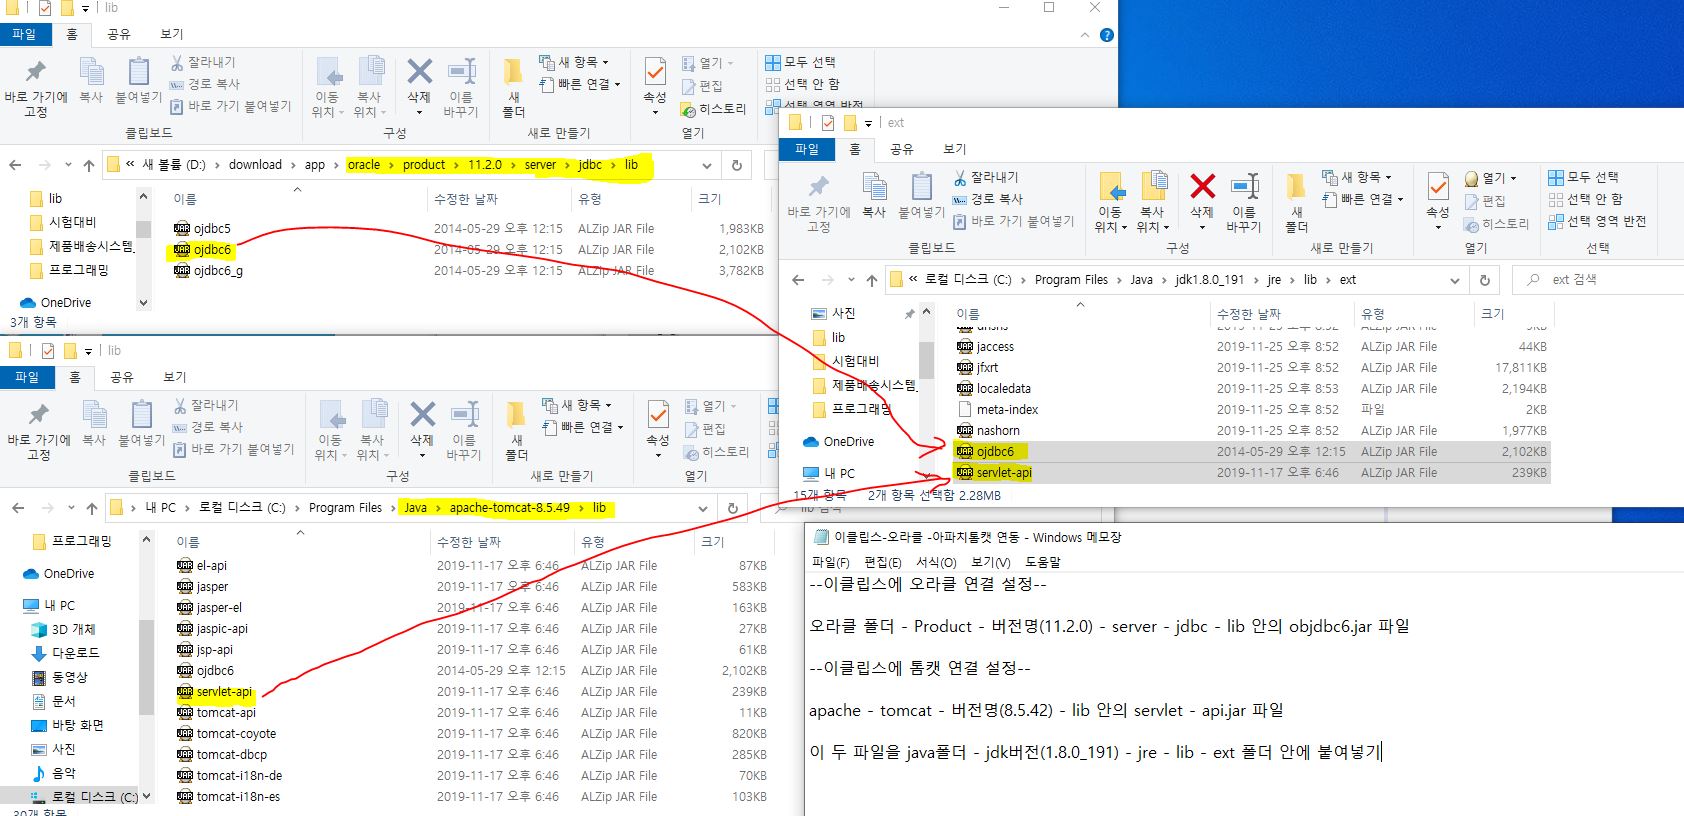 lib
파일 홈 공유 보기
잘라내기
경로 복사
바로 가기 붙여넣기
바로 가기에 고정
복사
붙여넣기
이동 위치
복사 위치
삭제
이름 바꾸기
새 폴더
새 항목
빠른 연결
속성
열기
편집
히스토리
모두 선택
선택 안 함
선택 영역 반전
클립보드 구성 새로 만들기 열기
« 새 볼륨 (D:) › download › app › oracle › product › 11.2.0 › server › jdbc › lib
이름 수정한 날짜 유형 크기
lib
시험대비
제품배송시스템_
프로그래밍
OneDrive
ojdbc5 2014-05-29 오후 12:15 ALZip JAR File 1,983KB
ojdbc6 2014-05-29 오후 12:15 ALZip JAR File 2,102KB
ojdbc6_g 2014-05-29 오후 12:15 ALZip JAR File 3,782KB
3개 항목
ext
파일 홈 공유 보기
바로 가기에 고정
복사
붙여넣기
잘라내기
경로 복사
바로 가기 붙여넣기
이동 위치
복사 위치
삭제
이름 바꾸기
새 폴더
새 항목
빠른 연결
속성
열기
편집
히스토리
모두 선택
선택 안 함
선택 영역 반전
클립보드 구성 새로 만들기 열기 선택
« 로컬 디스크 (C:) › Program Files › Java › jdk1.8.0_191 › jre › lib › ext
ext 검색
이름 수정한 날짜 유형 크기
사진
lib
시험대비
제품배송시스템_
프로그래밍
OneDrive
내 PC
jaccess 2019-11-25 오후 8:52 ALZip JAR File 44KB
jfxrt 2019-11-25 오후 8:52 ALZip JAR File 17,811KB
localedata 2019-11-25 오후 8:53 ALZip JAR File 2,194KB
meta-index 2019-11-25 오후 8:52 파일 2KB
nashorn 2019-11-25 오후 8:52 ALZip JAR File 1,977KB
ojdbc6 2014-05-29 오후 12:15 ALZip JAR File 2,102KB
servlet-api 2019-11-17 오후 6:46 ALZip JAR File 239KB
15개 항목 2개 항목 선택함 2.28MB
lib
파일 홈 공유 보기
바로 가기에 고정
복사
붙여넣기
잘라내기
경로 복사
바로 가기 붙여넣기
이동 위치
복사 위치
삭제
이름 바꾸기
새 폴더
새 항목
빠른 연결
속성
열기
편집
히스토리
클립보드 구성 새로 만들기 열기
› 내 PC › 로컬 디스크 (C:) › Program Files › Java › apache-tomcat-8.5.49 › lib
lib 검색
이름 수정한 날짜 유형 크기
프로그래밍
OneDrive
내 PC
3D 개체
다운로드
동영상
문서
바탕 화면
사진
음악
로컬 디스크 (C:)
el-api 2019-11-17 오후 6:46 ALZip JAR File 87KB
jasper 2019-11-17 오후 6:46 ALZip JAR File 583KB
jasper-el 2019-11-17 오후 6:46 ALZip JAR File 163KB
jaspic-api 2019-11-17 오후 6:46 ALZip JAR File 27KB
jsp-api 2019-11-17 오후 6:46 ALZip JAR File 61KB
ojdbc6 2014-05-29 오후 12:15 ALZip JAR File 2,102KB
servlet-api 2019-11-17 오후 6:46 ALZip JAR File 239KB
tomcat-api 2019-11-17 오후 6:46 ALZip JAR File 11KB
tomcat-coyote 2019-11-17 오후 6:46 ALZip JAR File 820KB
tomcat-dbcp 2019-11-17 오후 6:46 ALZip JAR File 285KB
tomcat-i18n-de 2019-11-17 오후 6:46 ALZip JAR File 70KB
tomcat-i18n-es 2019-11-17 오후 6:46 ALZip JAR File 103KB
이클립스-오라클 -아파치톰캣 연동 - Windows 메모장
파일(F) 편집(E) 서식(O) 보기(V) 도움말
--이클립스에 오라클 연결 설정--
오라클 폴더 - Product - 버전명(11.2.0) - server - jdbc - lib 안의 objdbc6.jar 파일
--이클립스에 톰캣 연결 설정--
apache - tomcat - 버전명(8.5.42) - lib 안의 servlet - api.jar 파일
이 두 파일을 java폴더 - jdk버전(1.8.0_191) - jre - lib - ext 폴더 안에 붙여넣기